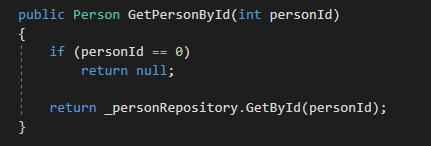 public Person GetPersonById(int personId)
{
    if (personId == 0)
        return null;

    return _personRepository.GetById(personId);
}